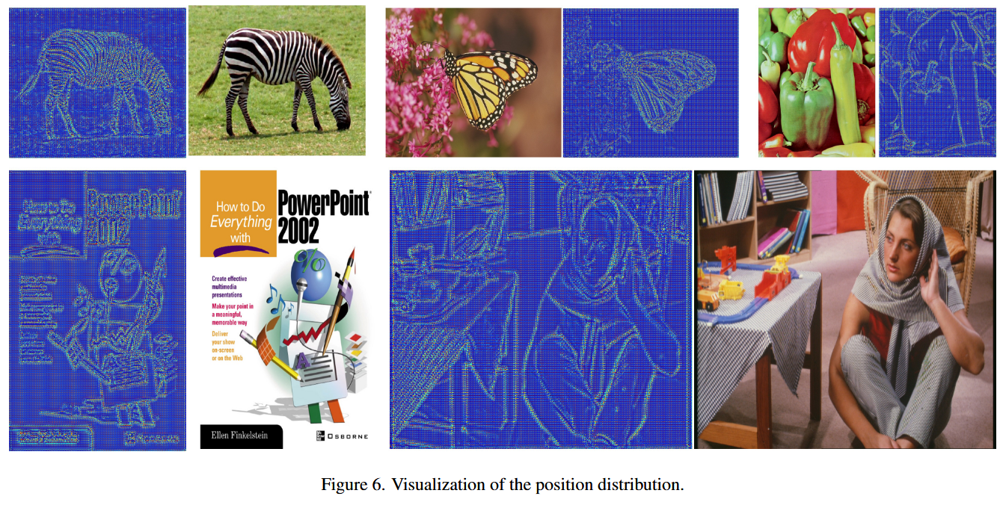 How to Do
Everything
with
PowerPoint
2002
%
Create effective
multimedia
presentations
Make your point in
a meaningful,
memorable way
Deliver
your show
on-screen
or on the Web
A
Ellen Finkelstein
OSBORNE
Figure 6. Visualization of the position distribution.